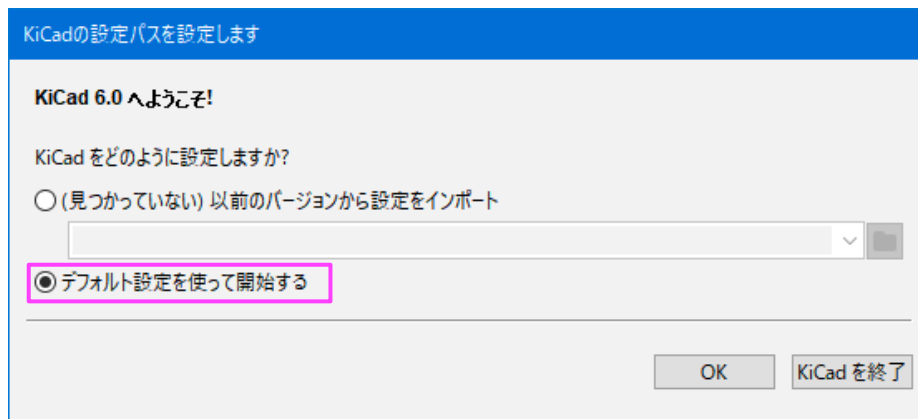 KiCadの設定パスを設定します
KiCad 6.0 へようこそ!
KiCad をどのように設定しますか?
(見つかっていない) 以前のバージョンから設定をインポート
デフォルト設定を使って開始する
OK
KiCad を終了